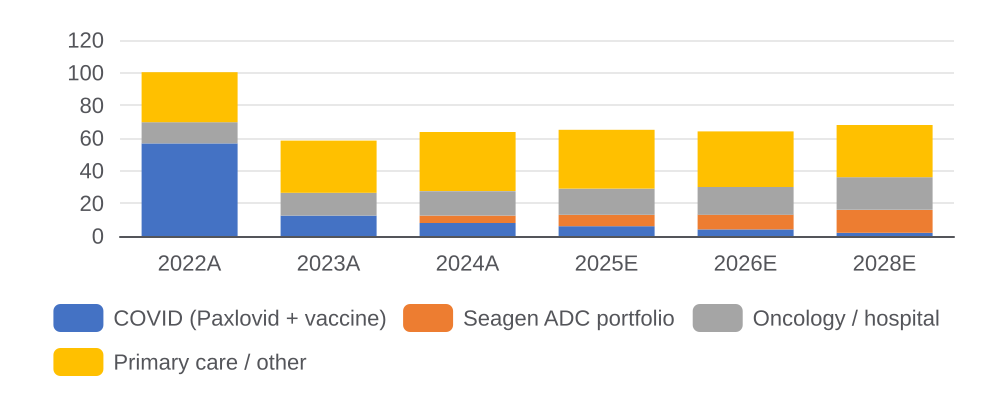 120
100
80
60
40
20
0
2022A 2023A 2024A 2025E 2026E 2028E
COVID (Paxlovid + vaccine) Seagen ADC portfolio Oncology / hospital
Primary care / other